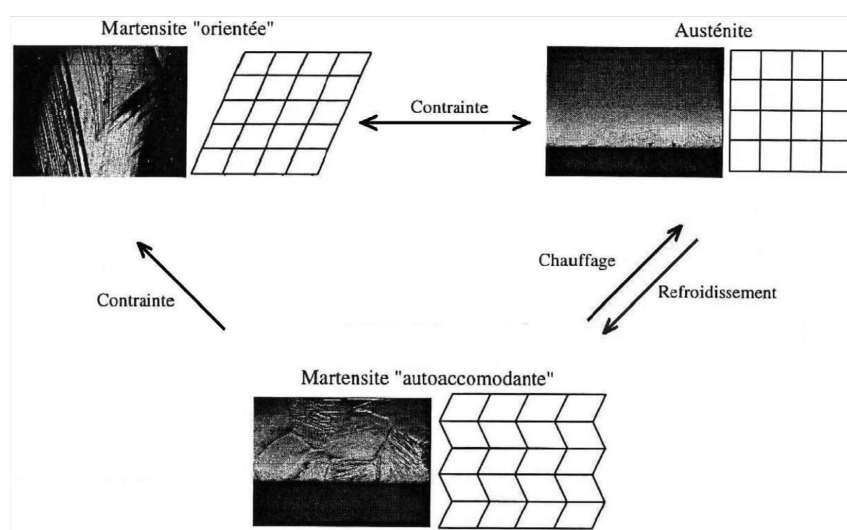 Martensite "orientée"
Austénite
Contrainte
Chauffage
Refroidissement
Contrainte
Martensite "autoaccomodante"